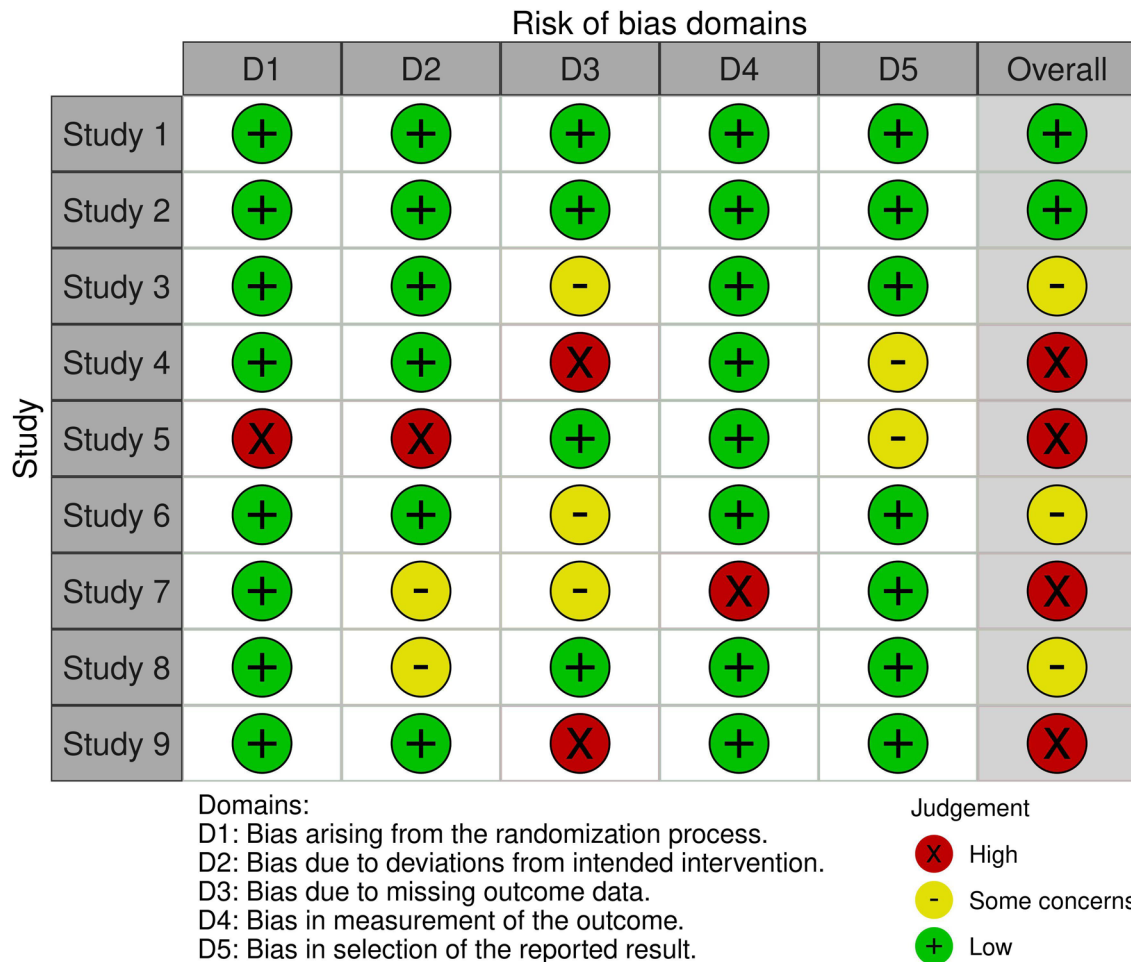 Risk of bias domains
D1 D2 D3 D4 D5 Overall
Study
Study 1 + + + + + +
Study 2 + + + + + +
Study 3 + + - + + -
Study 4 + + X + - X
Study 5 X X + + - X
Study 6 + + - + + -
Study 7 + - - X + X
Study 8 + - + + + -
Study 9 + + X + + X
Domains:
D1: Bias arising from the randomization process.
D2: Bias due to deviations from intended intervention.
D3: Bias due to missing outcome data.
D4: Bias in measurement of the outcome.
D5: Bias in selection of the reported result.
Judgement
X High
- Some concerns
+ Low